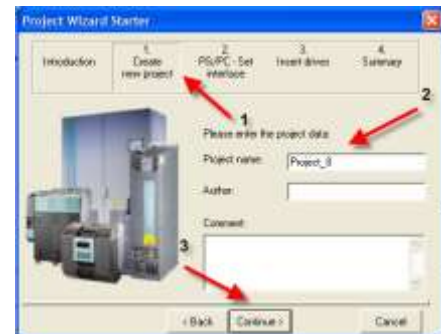 Project Wizard Starter
Introduction
1.
Create
new project
2.
PG/PC - Set
interface
3.
Insert drives
4.
Summary
1
2
Please enter the project data:
Project name:
Project_8
Author:
Comment:
3
< Back
Continue >
Cancel